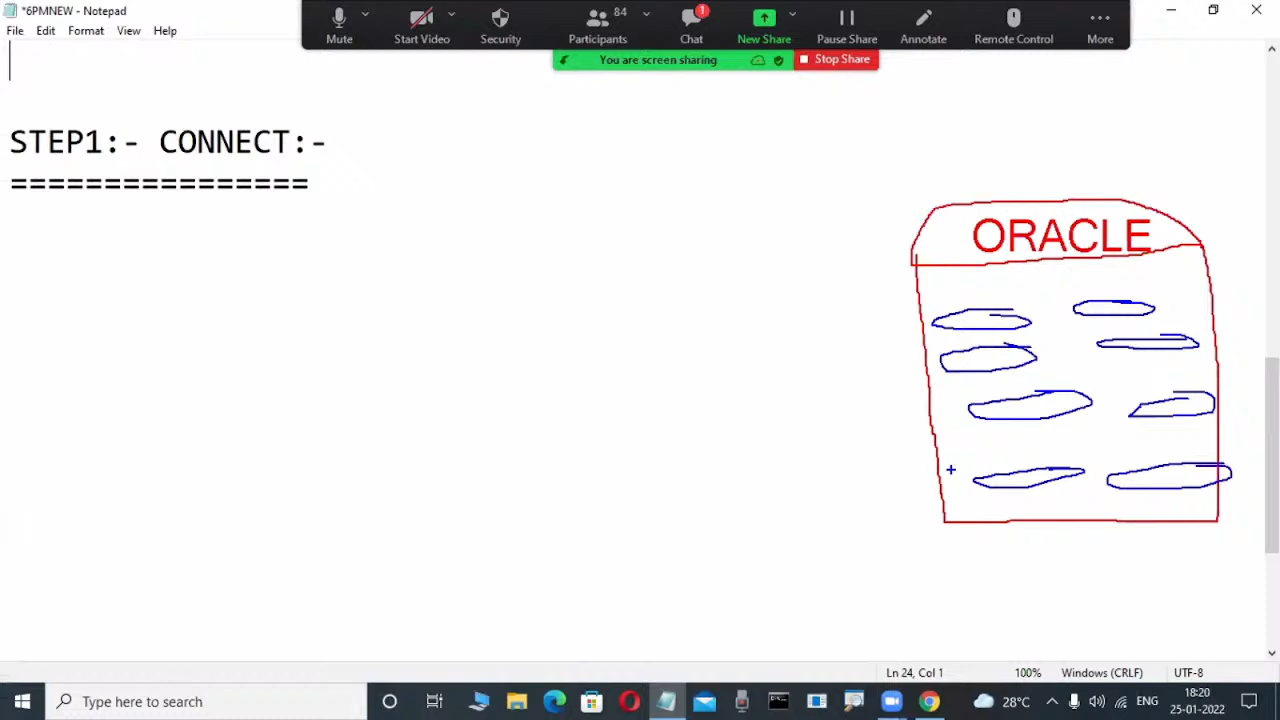 *6PMNEW - Notepad
File Edit Format View Help
84
1
Mute Start Video Security Participants Chat New Share Pause Share Annotate Remote Control More
You are screen sharing Stop Share
STEP1:- CONNECT:-
================
ORACLE
Ln 24, Col 1 100% Windows (CRLF) UTF-8
Type here to search
28°C ENG
18:20
25-01-2022